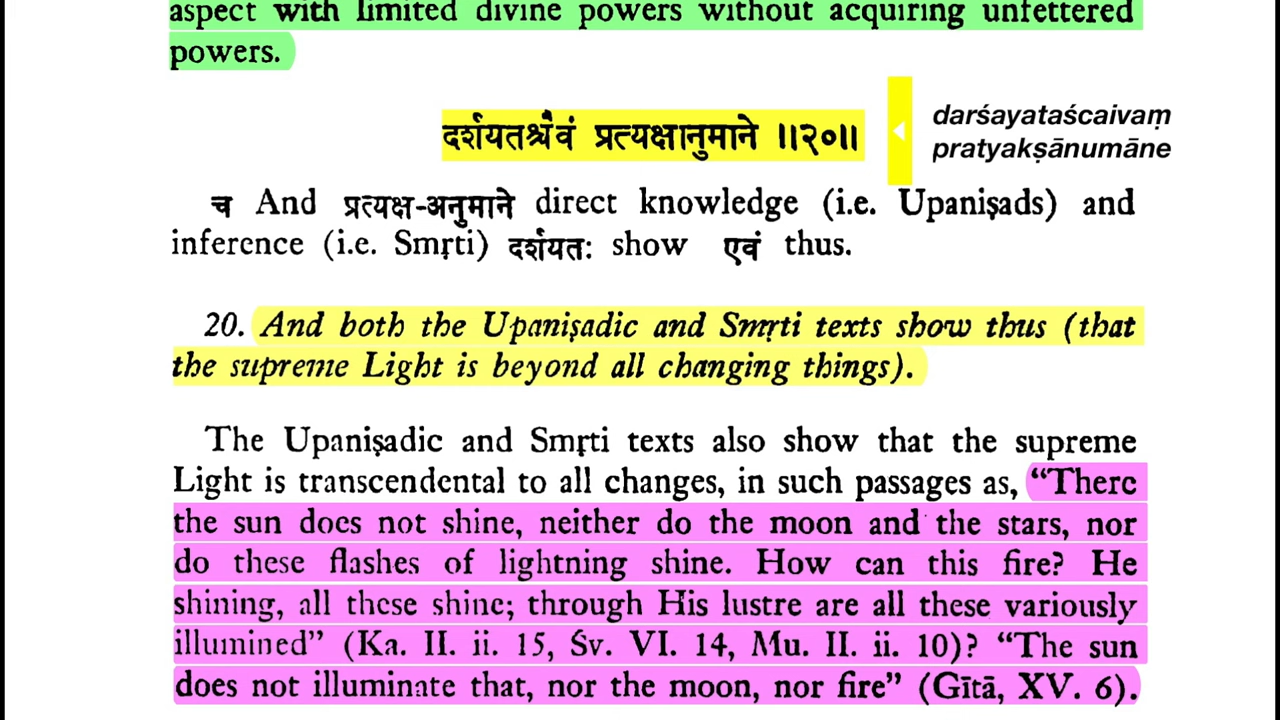 aspect with limited divine powers without acquiring unfettered
powers.
दर्शयतश्चैवं प्रत्यक्षानुमाने ॥२०॥
darśayataścaivaṃ
pratyakṣānumāne
च And प्रत्यक्ष-अनुमाने direct knowledge (i.e. Upaniṣads) and
inference (i.e. Smṛti) दर्शयत: show एवं thus.
20. And both the Upaniṣadic and Smṛti texts show thus (that
the supreme Light is beyond all changing things).
The Upaniṣadic and Smṛti texts also show that the supreme
Light is transcendental to all changes, in such passages as, “There
the sun does not shine, neither do the moon and the stars, nor
do these flashes of lightning shine. How can this fire? He
shining, all these shine; through His lustre are all these variously
illumined” (Ka. II. ii. 15, Śv. VI. 14, Mu. II. ii. 10)? “The sun
does not illuminate that, nor the moon, nor fire” (Gītā, XV. 6).